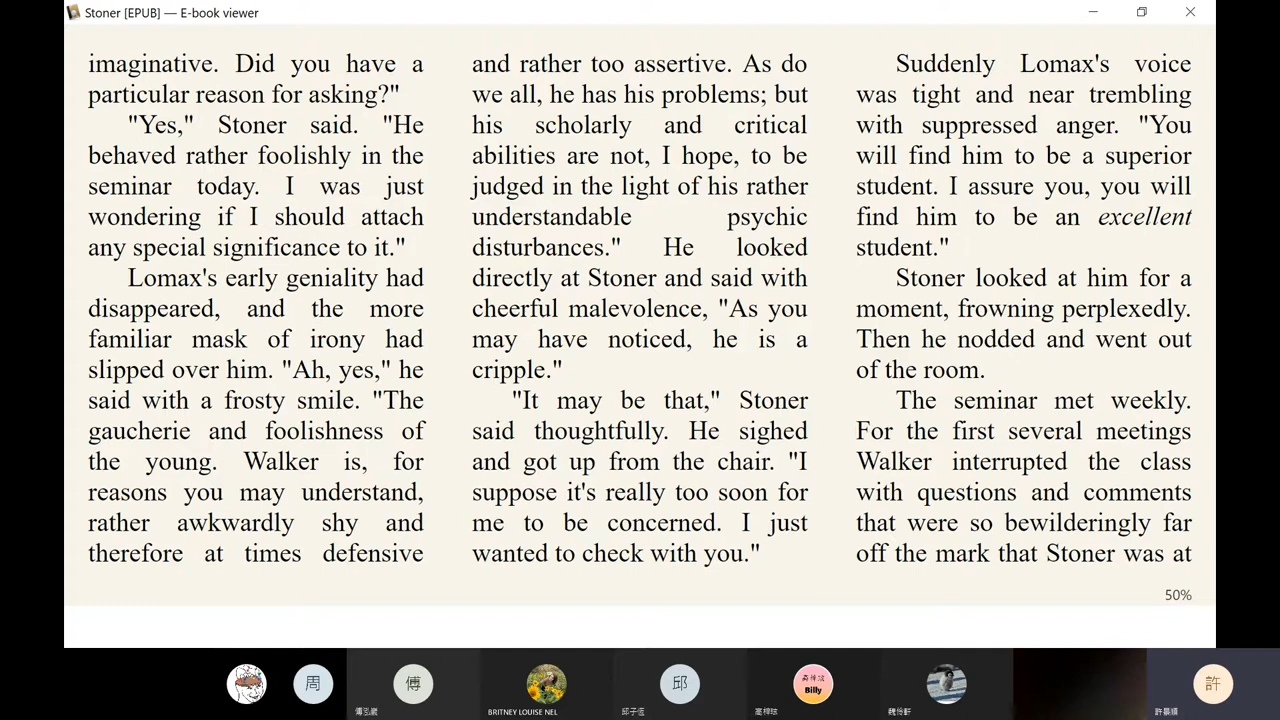 Stoner [EPUB] — E-book viewer
imaginative. Did you have a
particular reason for asking?"
"Yes," Stoner said. "He
behaved rather foolishly in the
seminar today. I was just
wondering if I should attach
any special significance to it."
Lomax's early geniality had
disappeared, and the more
familiar mask of irony had
slipped over him. "Ah, yes," he
said with a frosty smile. "The
gaucherie and foolishness of
the young. Walker is, for
reasons you may understand,
rather awkwardly shy and
therefore at times defensive
and rather too assertive. As do
we all, he has his problems; but
his scholarly and critical
abilities are not, I hope, to be
judged in the light of his rather
understandable psychic
disturbances." He looked
directly at Stoner and said with
cheerful malevolence, "As you
may have noticed, he is a
cripple."
"It may be that," Stoner
said thoughtfully. He sighed
and got up from the chair. "I
suppose it's really too soon for
me to be concerned. I just
wanted to check with you."
Suddenly Lomax's voice
was tight and near trembling
with suppressed anger. "You
will find him to be a superior
student. I assure you, you will
find him to be an excellent
student."
Stoner looked at him for a
moment, frowning perplexedly.
Then he nodded and went out
of the room.
The seminar met weekly.
For the first several meetings
Walker interrupted the class
with questions and comments
that were so bewilderingly far
off the mark that Stoner was at
50%
周
傅
邱
Billy
許
BRITNEY LOUISE NEL